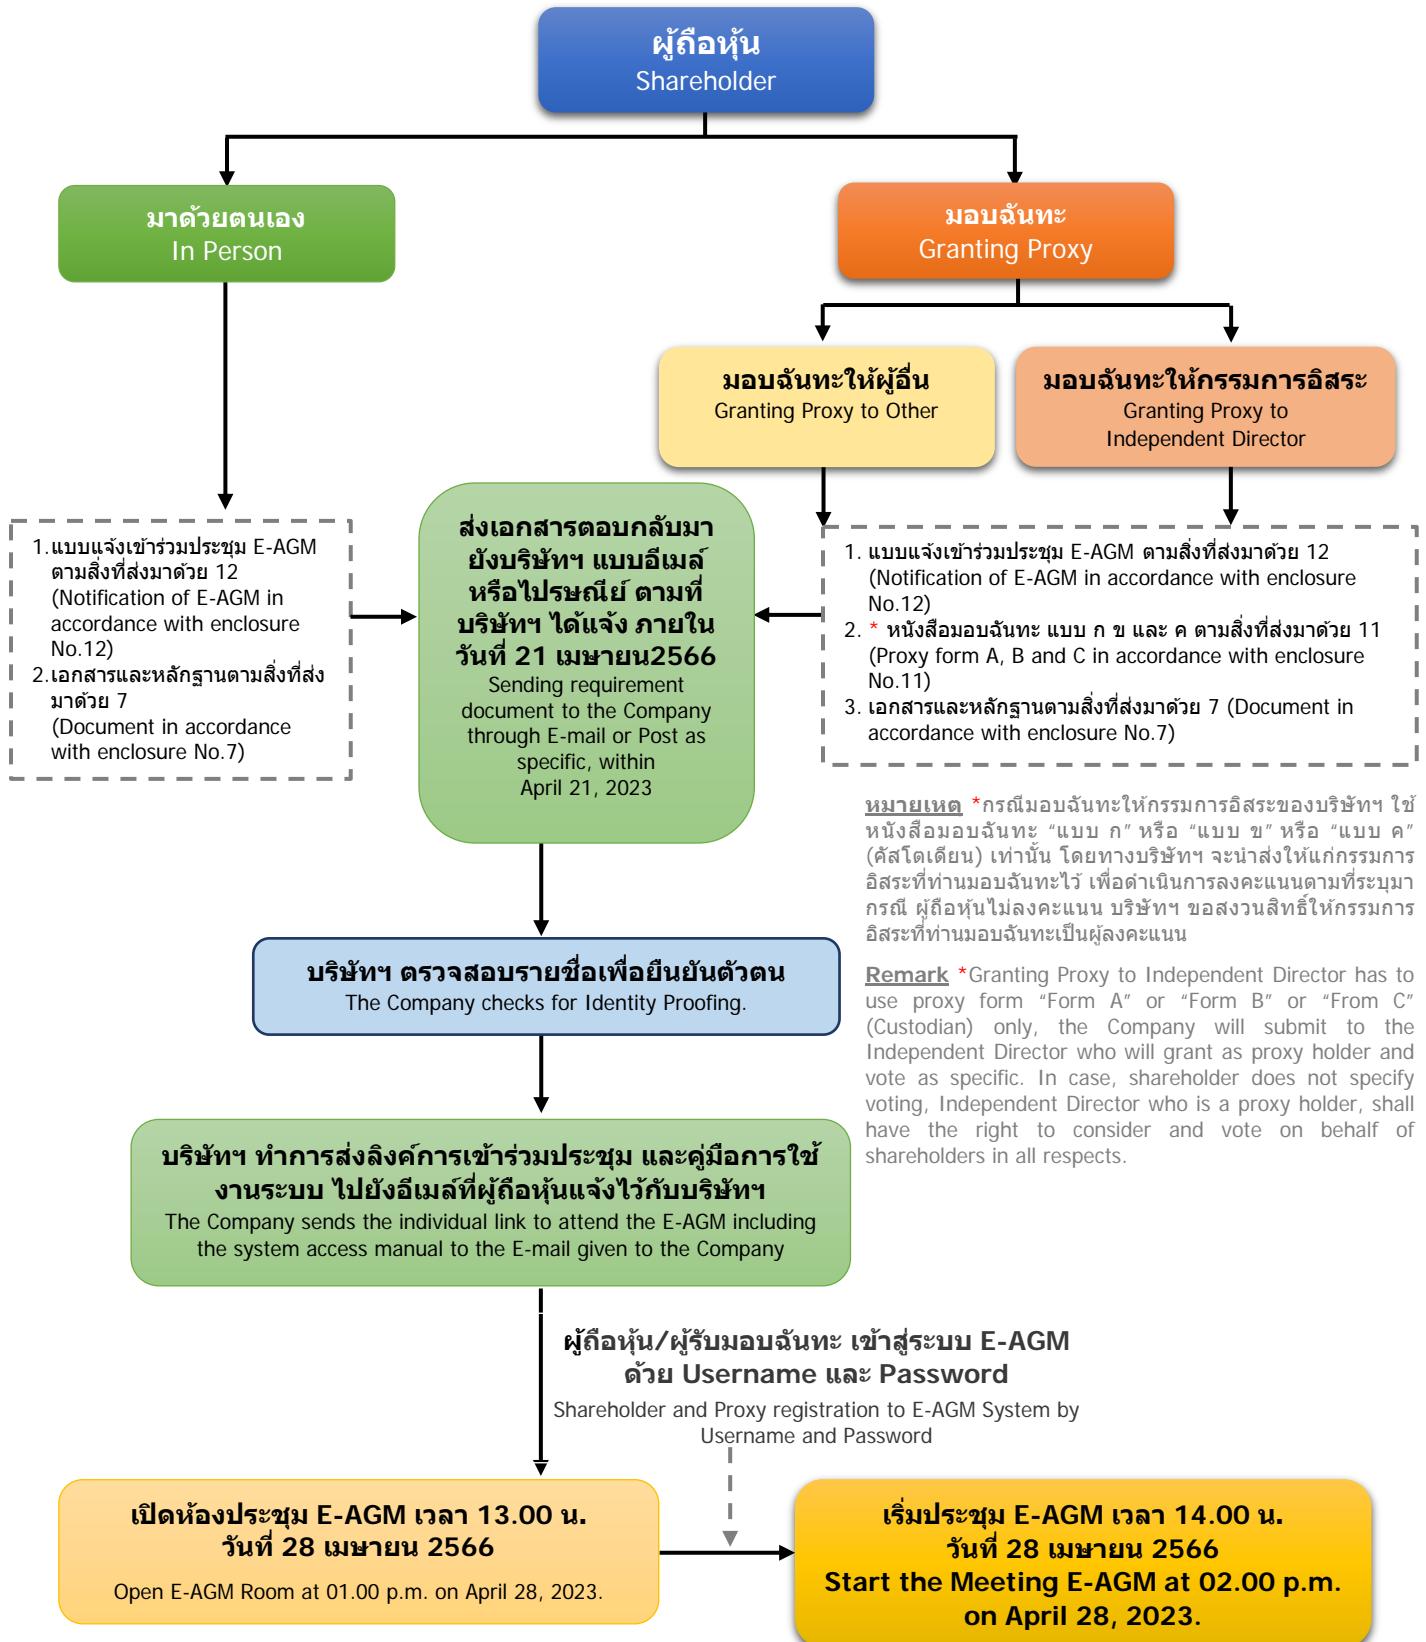 ผู้ถือหุ้น
Shareholder
มาด้วยตนเอง
In Person
มอบฉันทะ
Granting Proxy
มอบฉันทะให้ผู้อื่น
Granting Proxy to Other
มอบฉันทะให้กรรมการอิสระ
Granting Proxy to
Independent Director
1. แบบแจ้งเข้าร่วมประชุม E-AGM
ตามสิ่งที่ส่งมาด้วย 12
(Notification of E-AGM in
accordance with enclosure
No.12)
2. เอกสารและหลักฐานตามสิ่งที่ส่ง
มาด้วย 7
(Document in accordance
with enclosure No.7)
ส่งเอกสารตอบกลับมา
ยังบริษัทฯ แบบอีเมล์
หรือไปรษณีย์ ตามที่
บริษัทฯ ได้แจ้ง ภายใน
วันที่ 21 เมษายน2566
Sending requirement
document to the Company
through E-mail or Post as
specific, within
April 21, 2023
1. แบบแจ้งเข้าร่วมประชุม E-AGM ตามสิ่งที่ส่งมาด้วย 12
(Notification of E-AGM in accordance with enclosure
No.12)
2. * หนังสือมอบฉันทะ แบบ ก ข และ ค ตามสิ่งที่ส่งมาด้วย 11
(Proxy form A, B and C in accordance with enclosure
No.11)
3. เอกสารและหลักฐานตามสิ่งที่ส่งมาด้วย 7 (Document in
accordance with enclosure No.7)
หมายเหตุ *กรณีมอบฉันทะให้กรรมการอิสระของบริษัทฯ ใช้
หนังสือมอบฉันทะ “แบบ ก” หรือ “แบบ ข” หรือ “แบบ ค”
(คัสโตเดียน) เท่านั้น โดยทางบริษัทฯ จะนำส่งให้แก่กรรมการ
อิสระที่ท่านมอบฉันทะไว้ เพื่อดำเนินการลงคะแนนตามที่ระบุมา
กรณี ผู้ถือหุ้นไม่ลงคะแนน บริษัทฯ ขอสงวนสิทธิ์ให้กรรมการ
อิสระที่ท่านมอบฉันทะเป็นผู้ลงคะแนน
Remark *Granting Proxy to Independent Director has to
use proxy form “Form A” or “Form B” or “From C”
(Custodian) only, the Company will submit to the
Independent Director who will grant as proxy holder and
vote as specific. In case, shareholder does not specify
voting, Independent Director who is a proxy holder, shall
have the right to consider and vote on behalf of
shareholders in all respects.
บริษัทฯ ตรวจสอบรายชื่อเพื่อยืนยันตัวตน
The Company checks for Identity Proofing.
บริษัทฯ ทำการส่งลิงค์การเข้าร่วมประชุม และคู่มือการใช้
งานระบบ ไปยังอีเมล์ที่ผู้ถือหุ้นแจ้งไว้กับบริษัทฯ
The Company sends the individual link to attend the E-AGM including
the system access manual to the E-mail given to the Company
ผู้ถือหุ้น/ผู้รับมอบฉันทะ เข้าสู่ระบบ E-AGM
ด้วย Username และ Password
Shareholder and Proxy registration to E-AGM System by
Username and Password
เปิดห้องประชุม E-AGM เวลา 13.00 น.
วันที่ 28 เมษายน 2566
Open E-AGM Room at 01.00 p.m. on April 28, 2023.
เริ่มประชุม E-AGM เวลา 14.00 น.
วันที่ 28 เมษายน 2566
Start the Meeting E-AGM at 02.00 p.m.
on April 28, 2023.